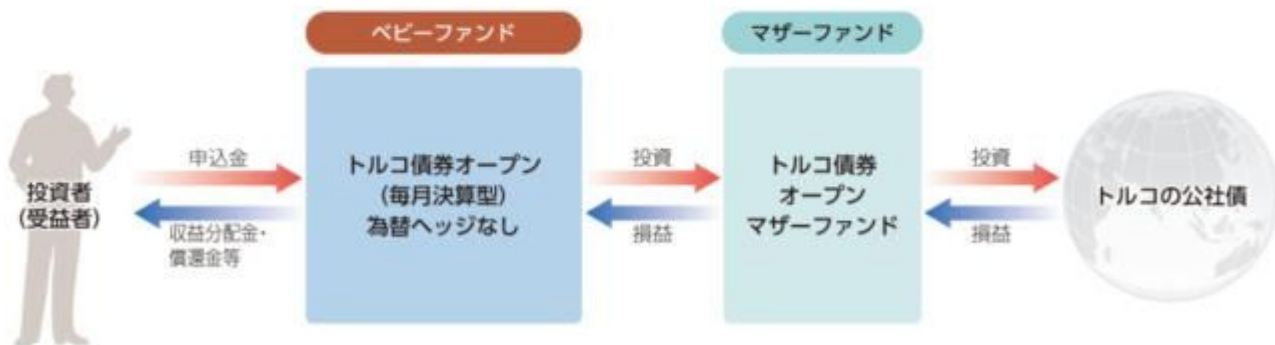 ベビーファンド
マザーファンド
投資者
(受益者)
申込金
収益分配金・
償還金等
トルコ債券オープン
(毎月決算型)
為替ヘッジなし
投資
損益
トルコ債券
オープン
マザーファンド
投資
損益
トルコの公社債